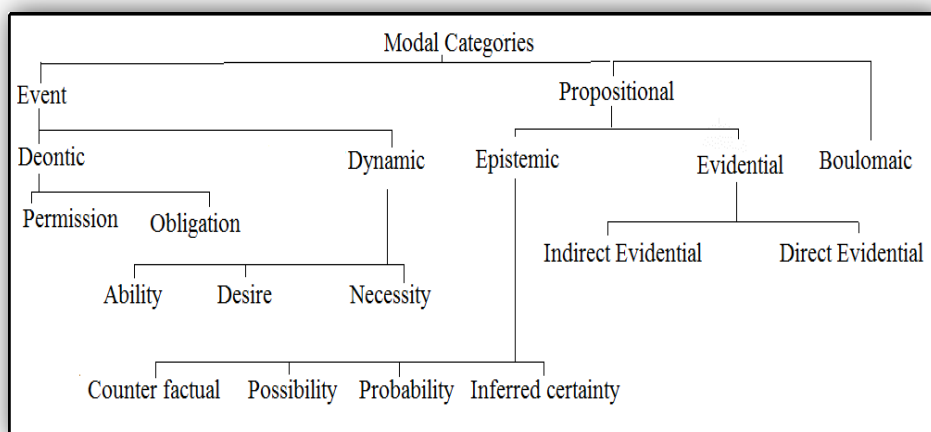 Modal Categories
Event
Propositional
Deontic
Dynamic
Epistemic
Evidential
Boulomaic
Permission
Obligation
Indirect Evidential
Direct Evidential
Ability
Desire
Necessity
Counter factual
Possibility
Probability
Inferred certainty